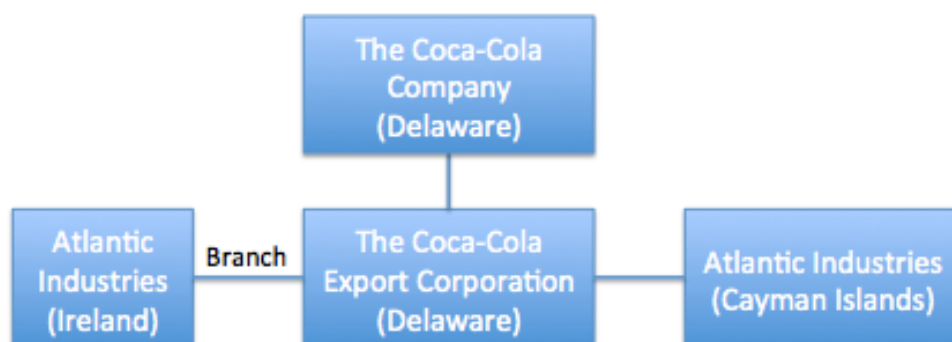 The Coca-Cola
Company
(Delaware)
Atlantic
Industries
(Ireland)
Branch
The Coca-Cola
Export Corporation
(Delaware)
Atlantic Industries
(Cayman Islands)